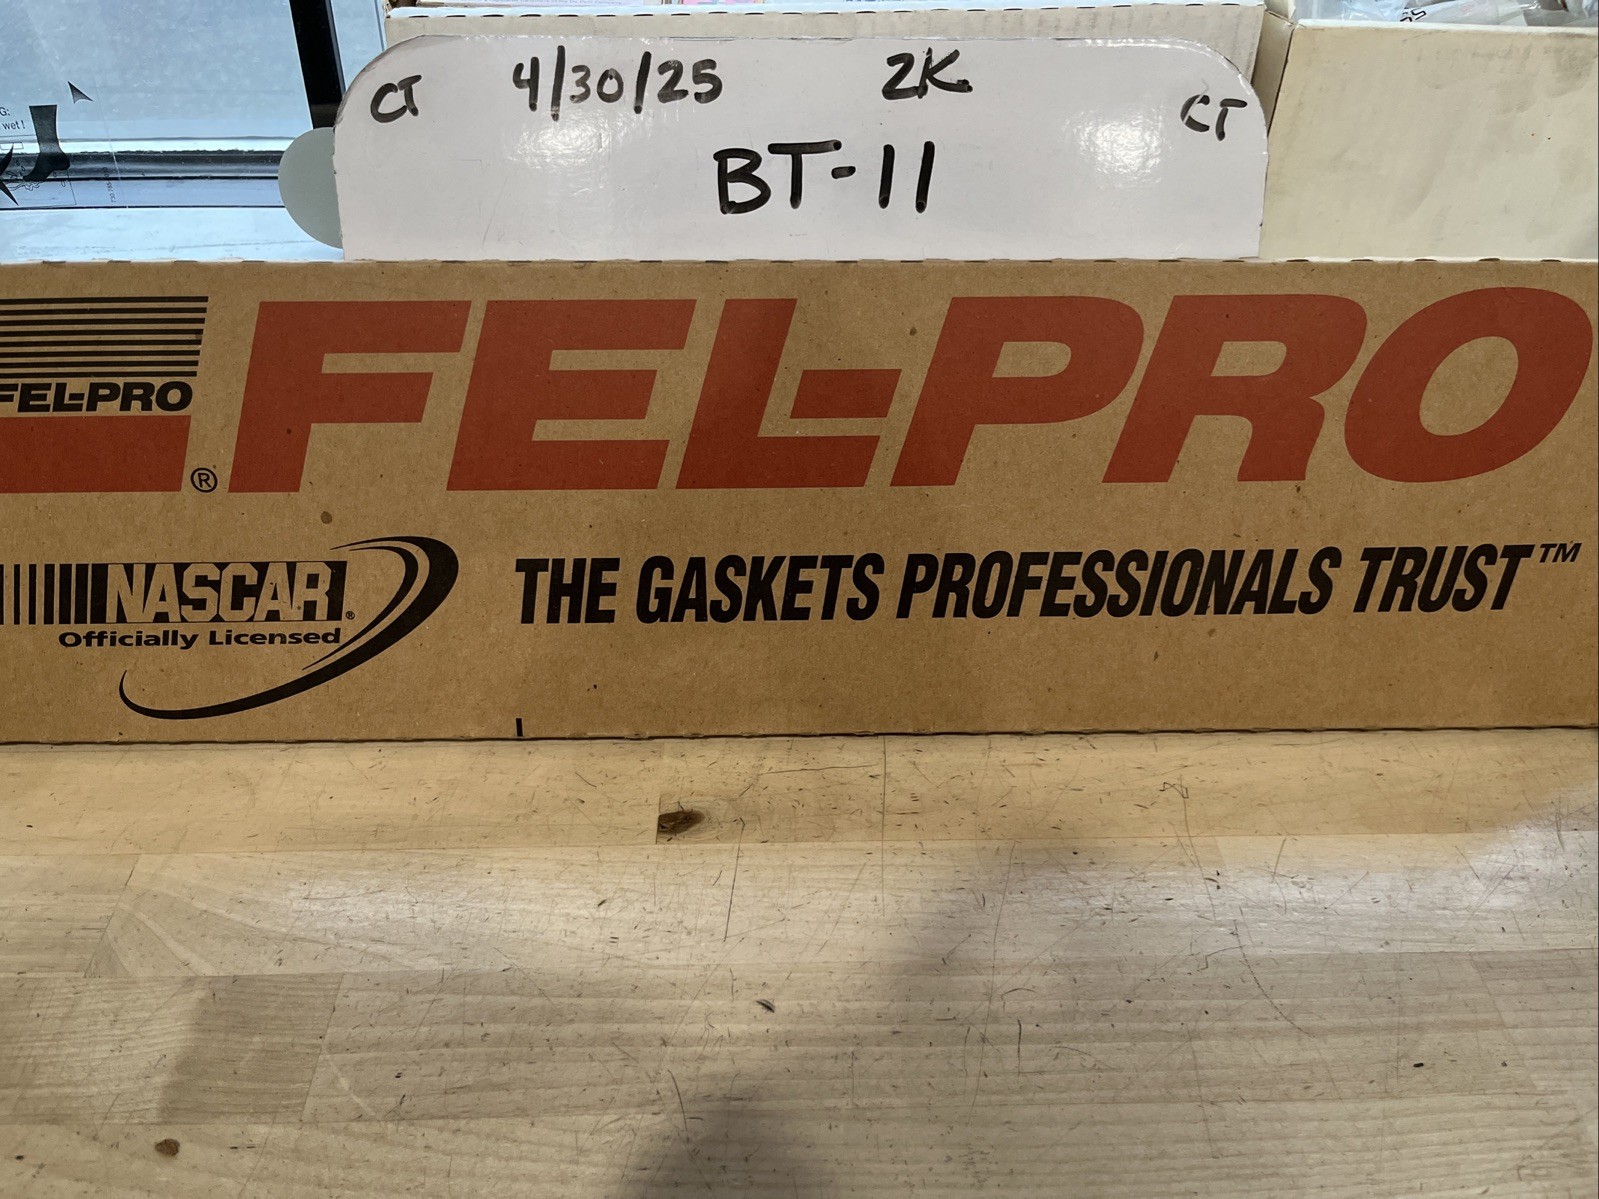 CT 4/30/25 2K CT
BT-11
FEL-PRO
®
FEL-PRO
NASCAR®
Officially Licensed
THE GASKETS PROFESSIONALS TRUST™
wet!